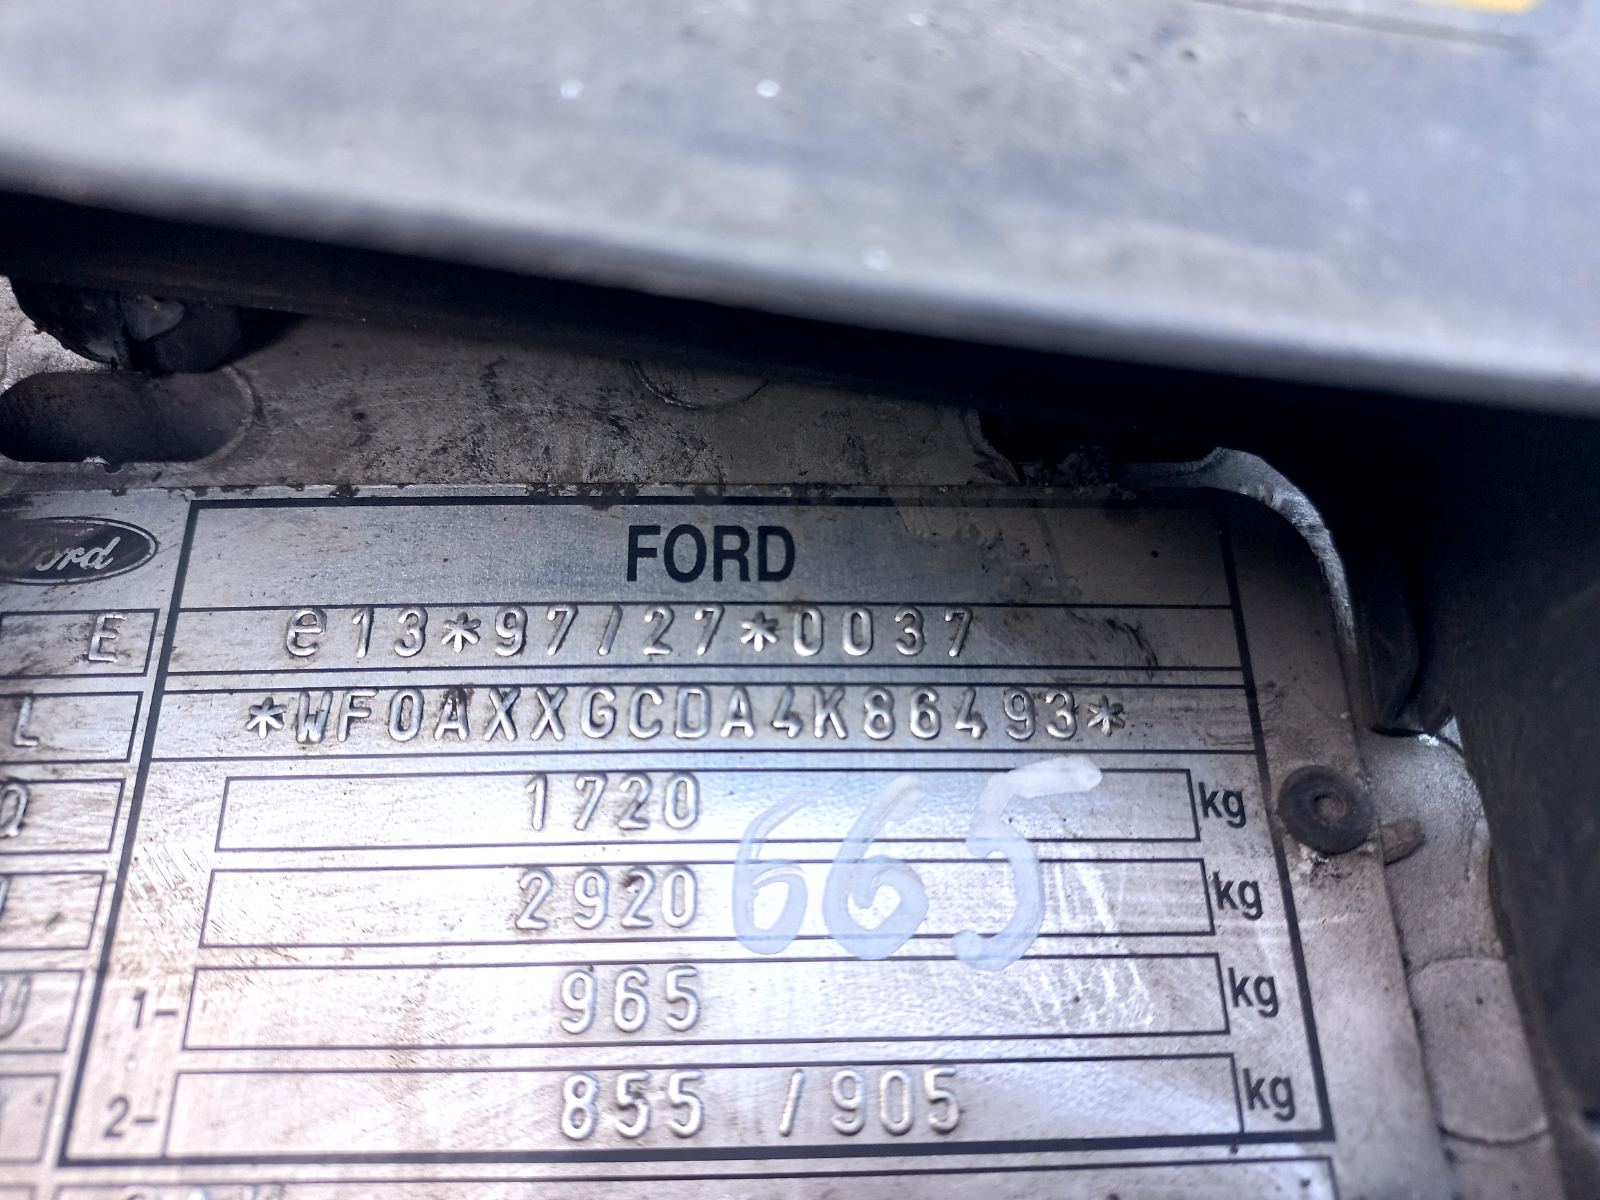 FORD
Ford
E e13*97/27*0037
L *WF0AXXGCDA4K86493*
1720 kg
665
2920 kg
1- 965 kg
2- 855 /905 kg